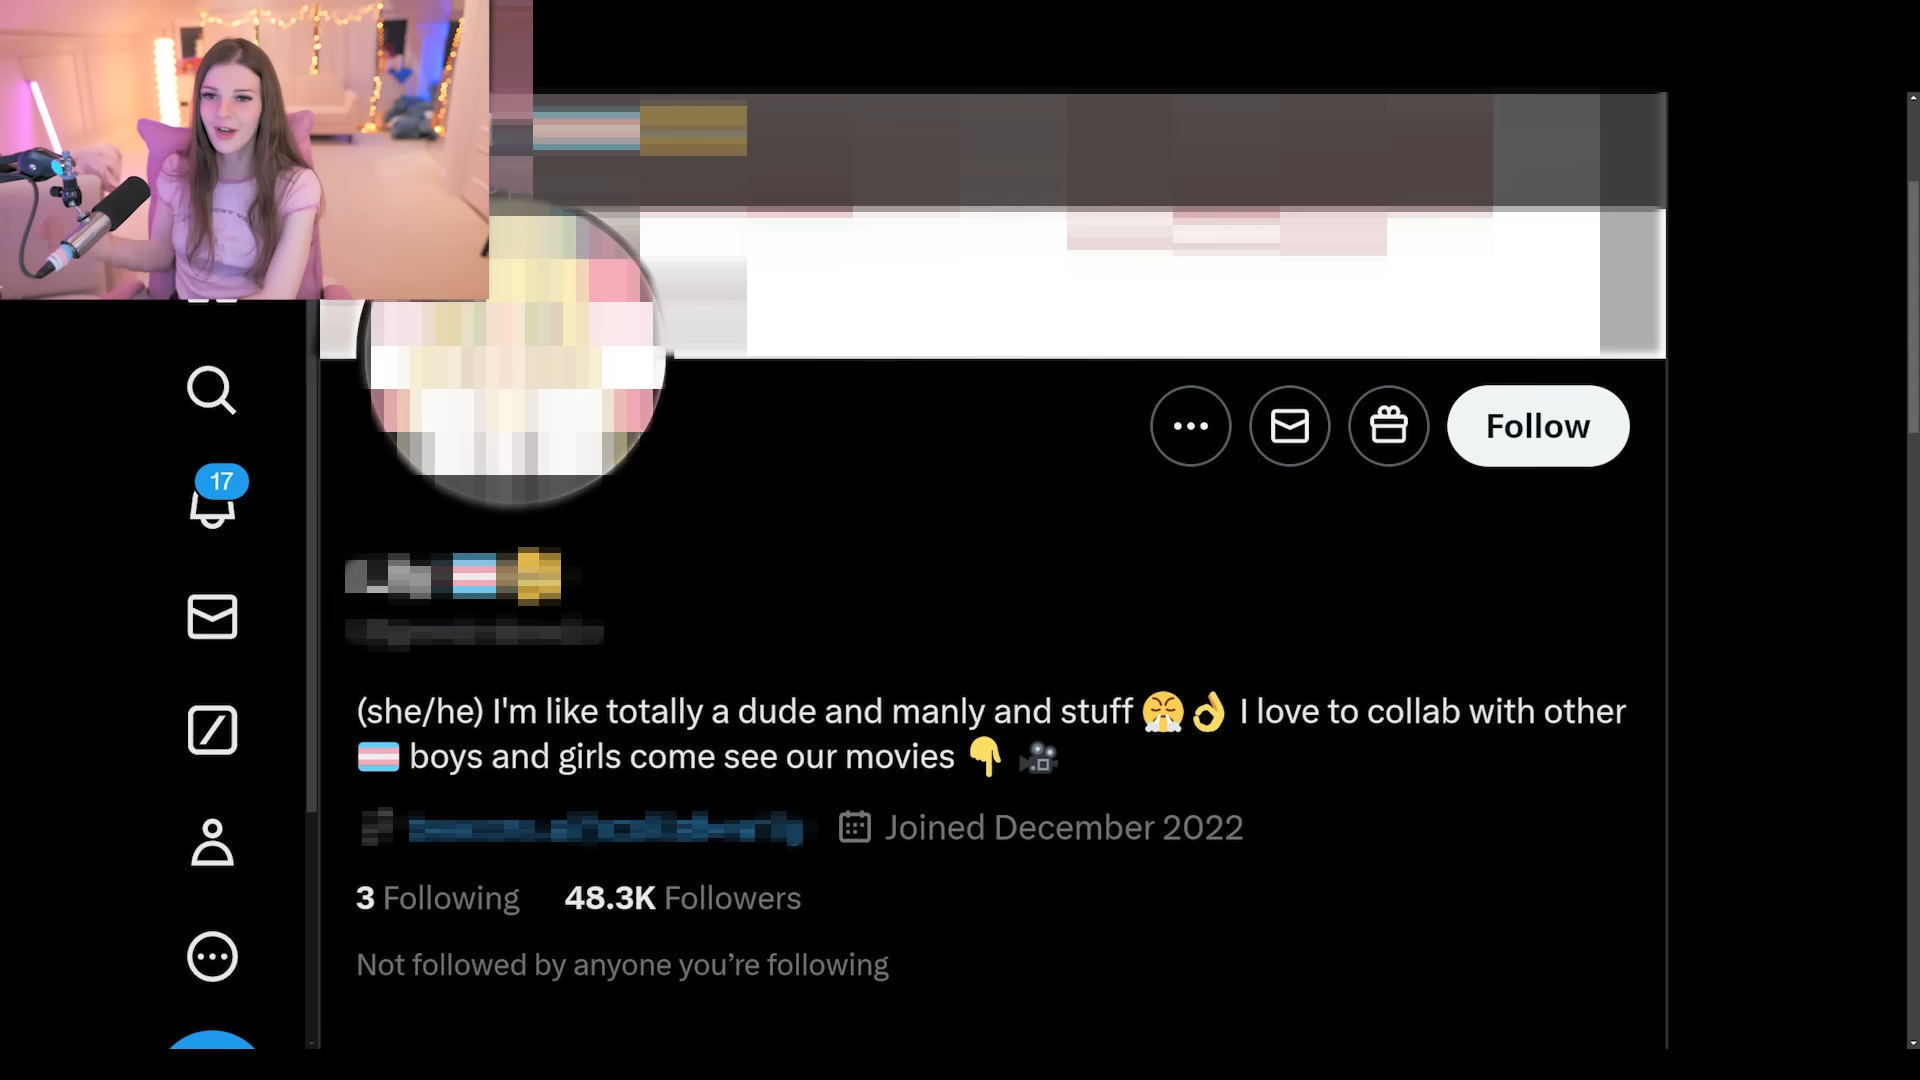 17
Follow
(she/he) I'm like totally a dude and manly and stuff 😤👌 I love to collab with other
🏳️‍⚧️ boys and girls come see our movies 👇 🎥
Joined December 2022
3 Following 48.3K Followers
Not followed by anyone you’re following